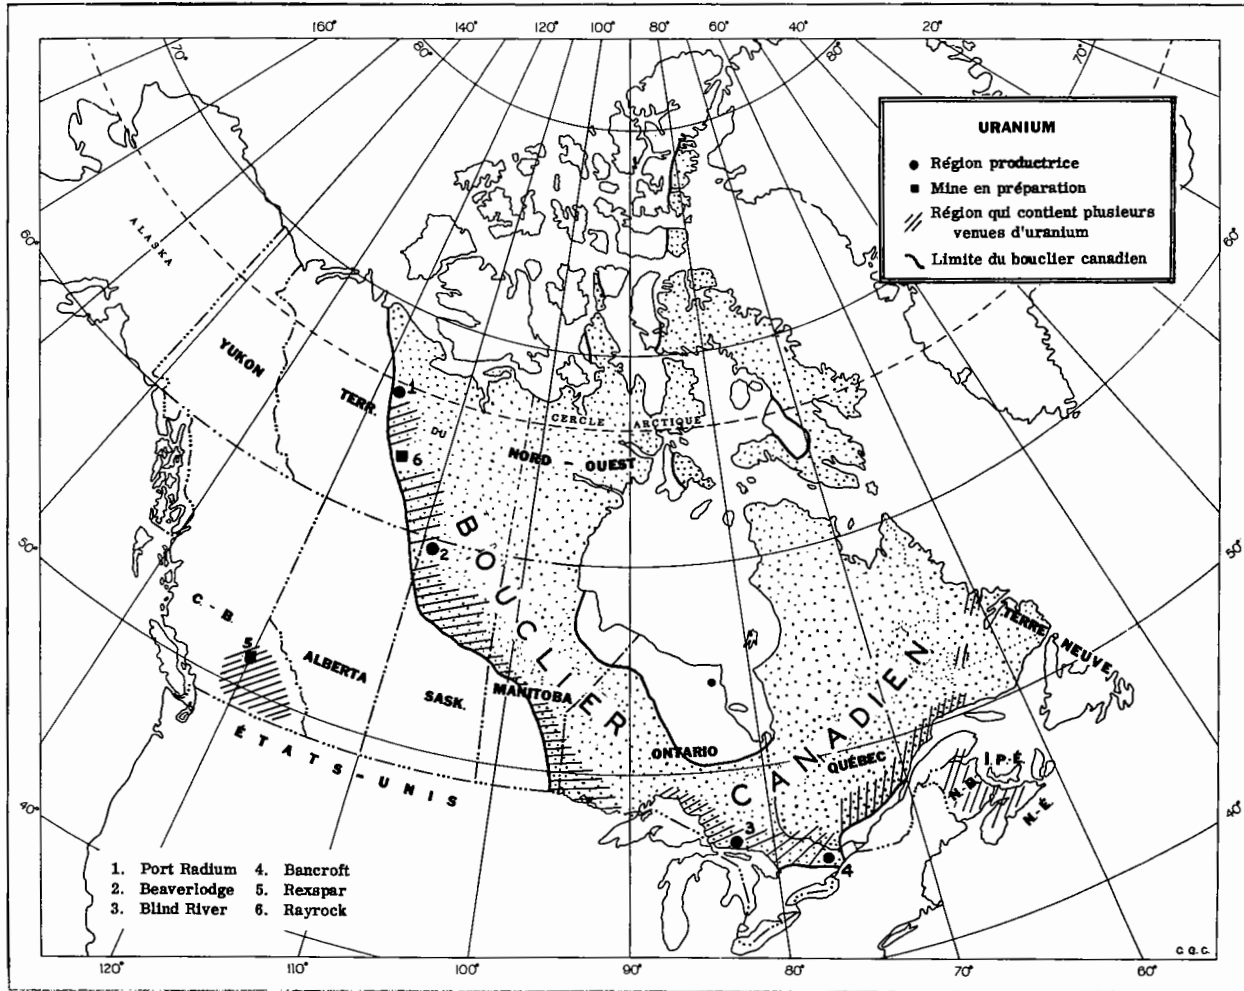 160° 140° 120° 100° 80° 60° 40° 20°
70° 80° 80° 70°
URANIUM
Région productrice
Mine en préparation
Région qui contient plusieurs
venues d'uranium
Limite du bouclier canadien
60° 60°
ALASKA
YUKON
TERR. 1
DU
CERCLE ARCTIQUE
NORD - OUEST
6
50° 50°
2
BOUCLIER
C.-B.
5
ALBERTA
SASK.
MANITOBA
ONTARIO
CANADIEN
QUÉBEC
TERRE NEUVE
Î.P.É.
N.B.
N.-É.
ÉTATS-UNIS
40° 40°
3
4
1. Port Radium 4. Bancroft
2. Beaverlodge 5. Rexspar
3. Blind River 6. Rayrock
C.G.C.
120° 110° 100° 90° 80° 70° 60°